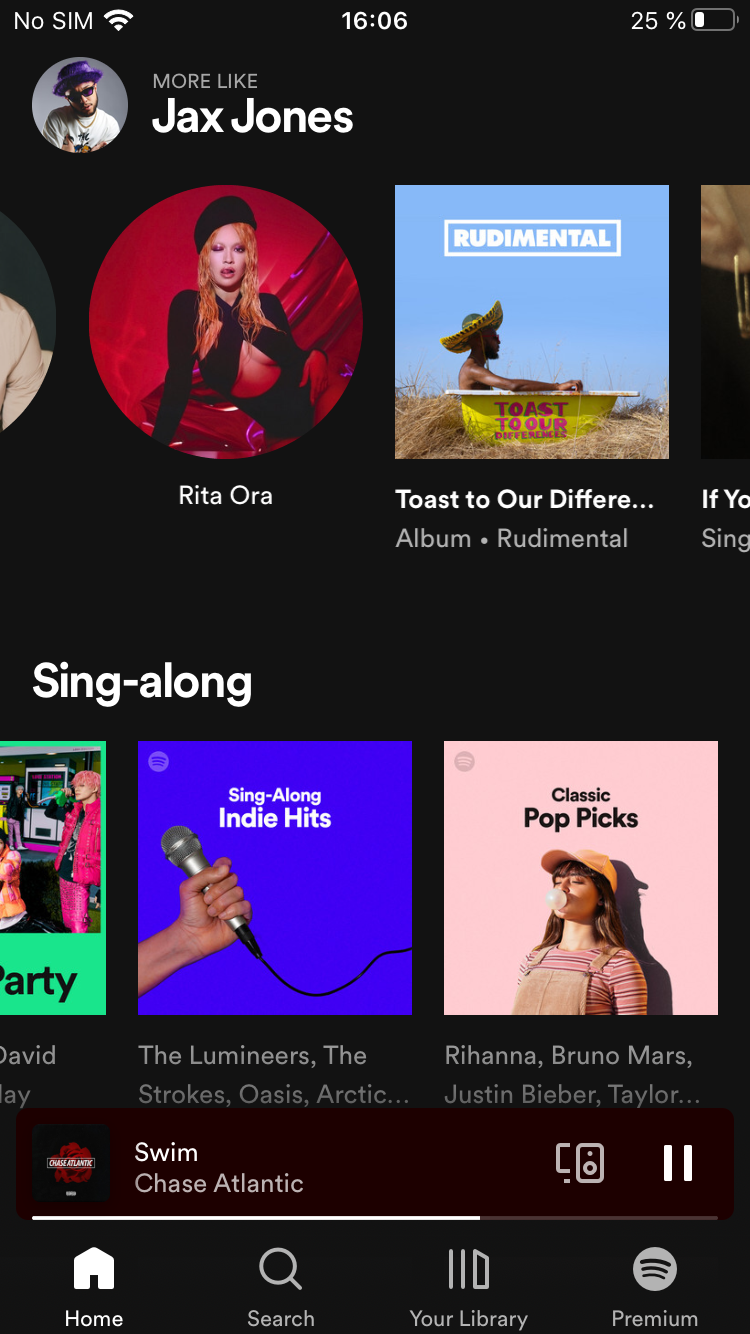 No SIM 16:06 25 %
MORE LIKE
Jax Jones
RUDIMENTAL
TOAST
TO OUR
DIFFERENCES
Rita Ora
Toast to Our Differe...
Album • Rudimental
If Yo
Sing
Sing-along
Party
David
lay
Sing-Along
Indie Hits
The Lumineers, The
Strokes, Oasis, Arctic...
Classic
Pop Picks
Rihanna, Bruno Mars,
Justin Bieber, Taylor...
CHASE ATLANTIC
Swim
Chase Atlantic
Home Search Your Library Premium